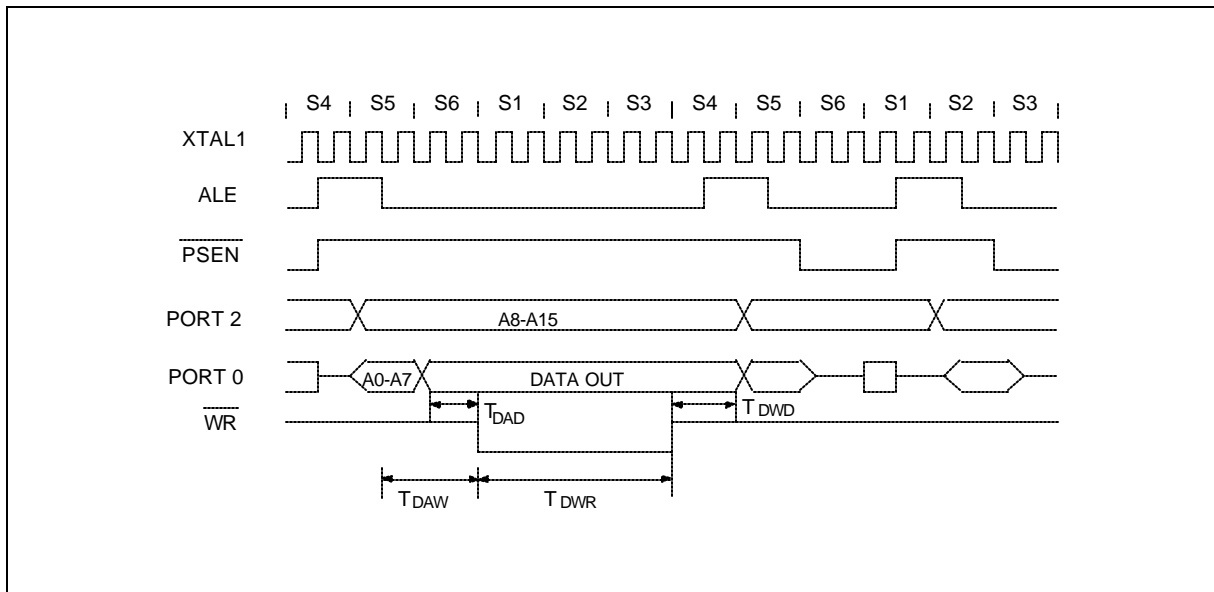 S4 S5 S6 S1 S2 S3 S4 S5 S6 S1 S2 S3
XTAL1
ALE
PSEN
PORT 2
A8-A15
PORT 0
A0-A7
DATA OUT
WR
TDAD
TDWD
TDAW
TDWR